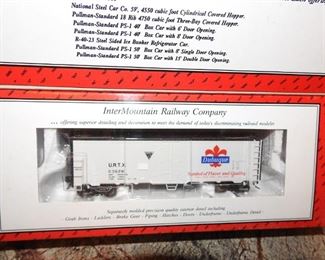 National Steel Car Co. 59', 4550 cubic foot Cylindrical Covered Hopper.
Pullman-Standard 18 Rib 4750 cubic foot Three-Bay Covered Hopper.
Pullman-Standard PS-1 40' Box Car with 6' Door Opening.
Pullman-Standard PS-1 40' Box Car with 8' Door Opening.
R-40-23 Steel Sided Ice Bunker Refrigerator Car.
Pullman-Standard PS-1 50' Box Car with 8' Single Door Opening.
Pullman-Standard PS-1 50' Box Car with 15' Double Door Opening.
InterMountain Railway Company
... offering superior detailing and decoration to meet the demand of today's discriminating railroad modeler
U.R.T.X.
Dubuque
Symbol of Flavor and Quality
Separately molded precision quality exterior detail including
- Grab Irons - Ladders - Brake Gear - Piping - Hatches - Doors - Underframe - Underframe Detail